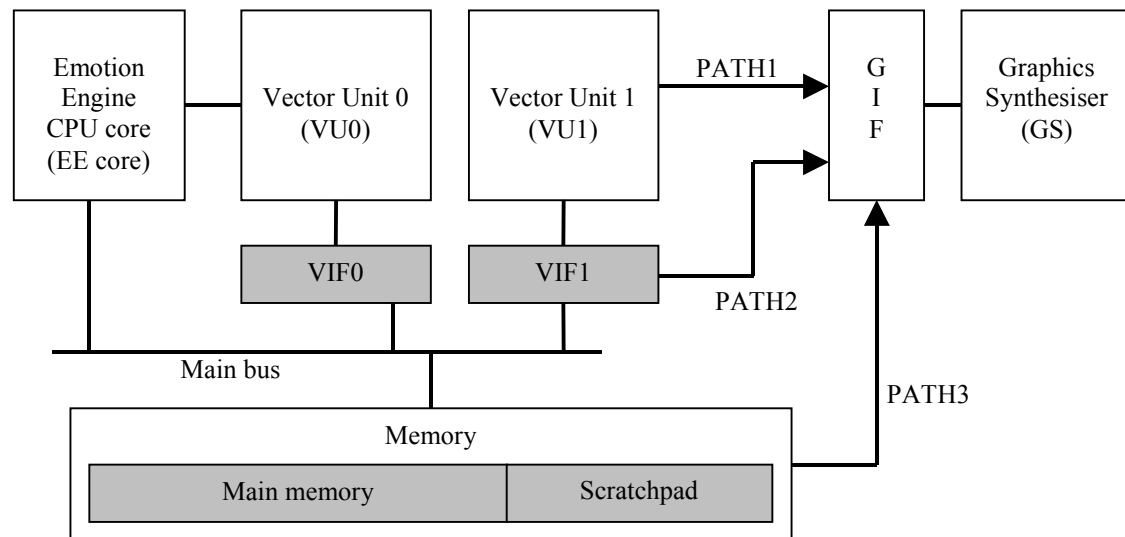 Emotion
Engine
CPU core
(EE core)
Vector Unit 0
(VU0)
Vector Unit 1
(VU1)
PATH1
G
I
F
Graphics
Synthesiser
(GS)
VIF0
VIF1
PATH2
Main bus
PATH3
Memory
Main memory
Scratchpad